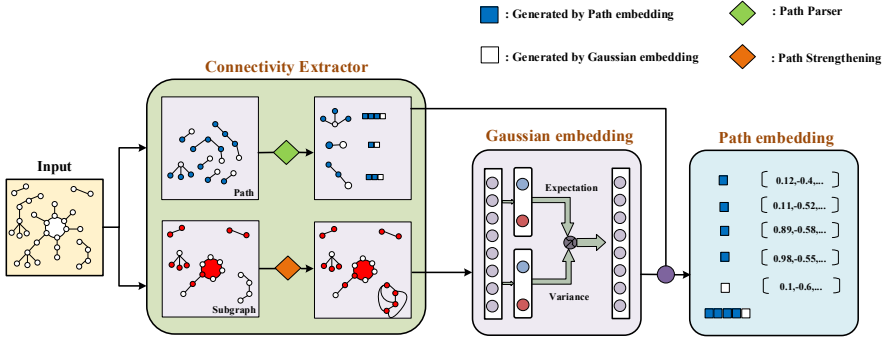 : Generated by Path embedding
: Path Parser
: Generated by Gaussian embedding
: Path Strengthening
Connectivity Extractor
Gaussian embedding
Path embedding
Input
Path
Subgraph
Expectation
Variance
0.12,-0.4,...
0.11,-0.52,...
0.89,-0.58,...
0.98,-0.55,...
0.1,-0.6,...